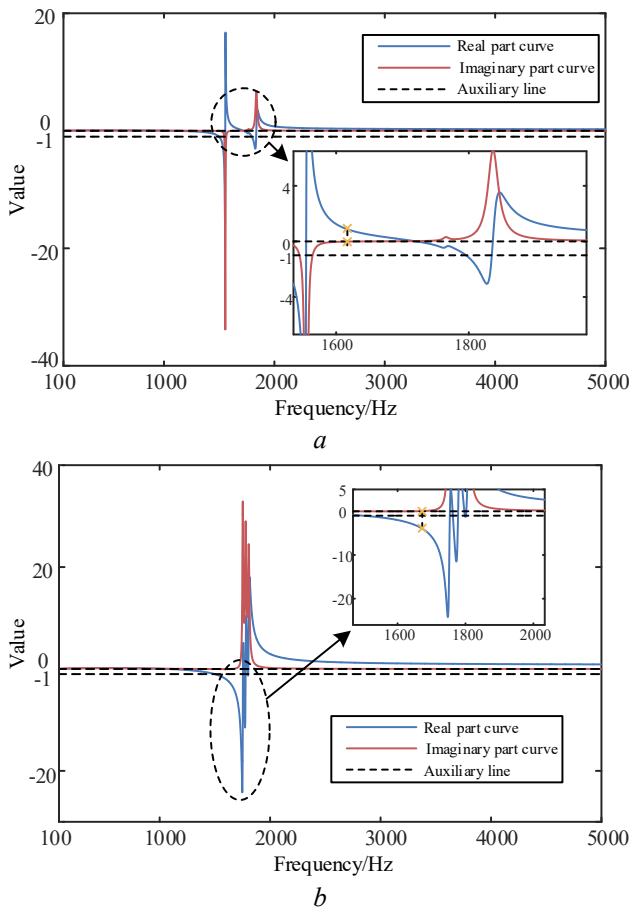 20
0
-1
-20
-40
Value
Real part curve
Imaginary part curve
Auxiliary line
4
0
-1
-4
1600
1800
100
1000
2000
3000
4000
5000
Frequency/Hz
a
40
20
0
-1
-20
Value
5
0
-10
-20
1600
1800
2000
Real part curve
Imaginary part curve
Auxiliary line
100
1000
2000
3000
4000
5000
Frequency/Hz
b